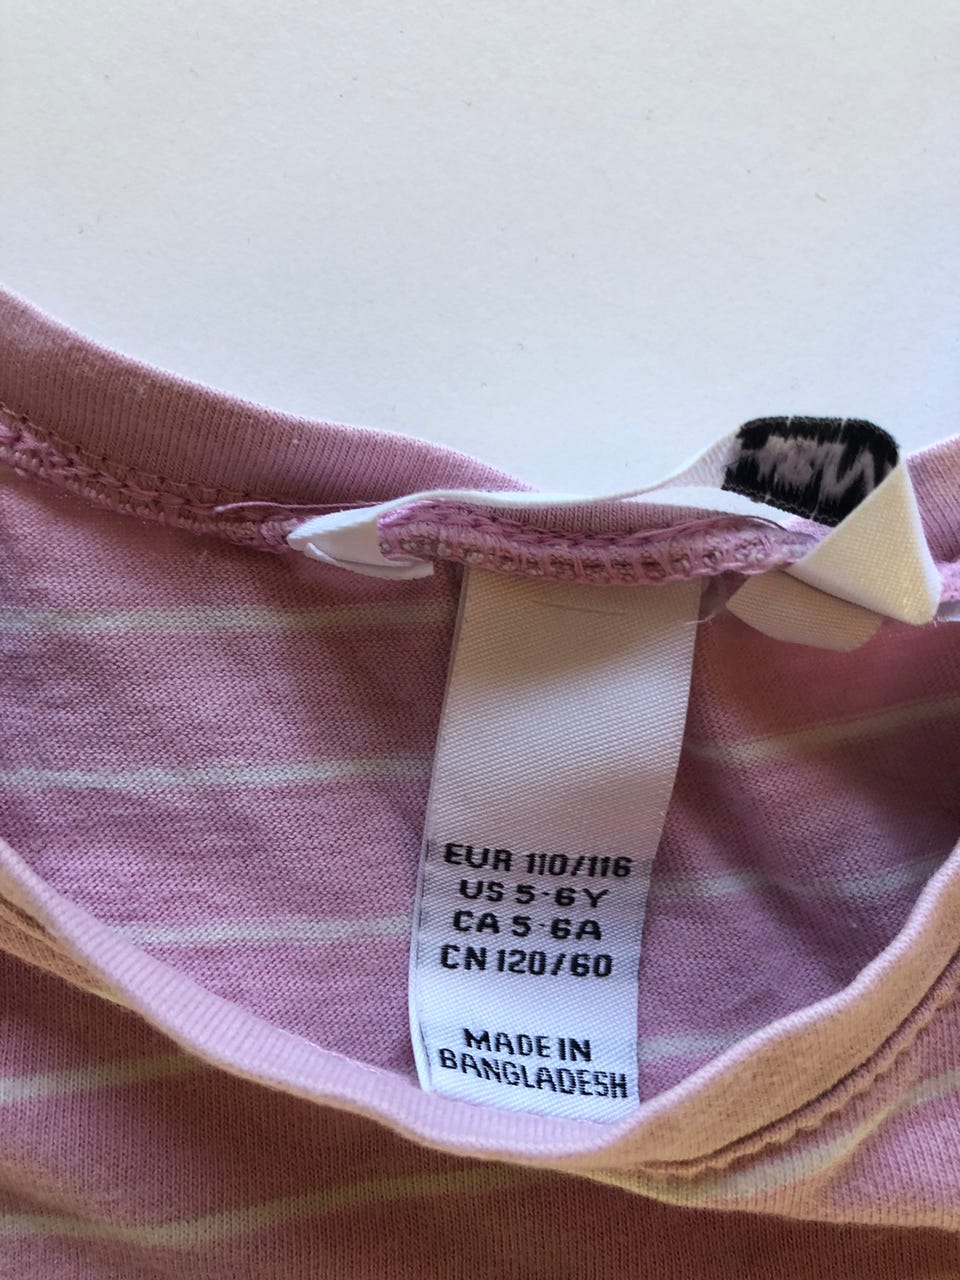 EUR 110/116
US 5-6Y
CA 5-6A
CN 120/60
MADE IN
BANGLADESH